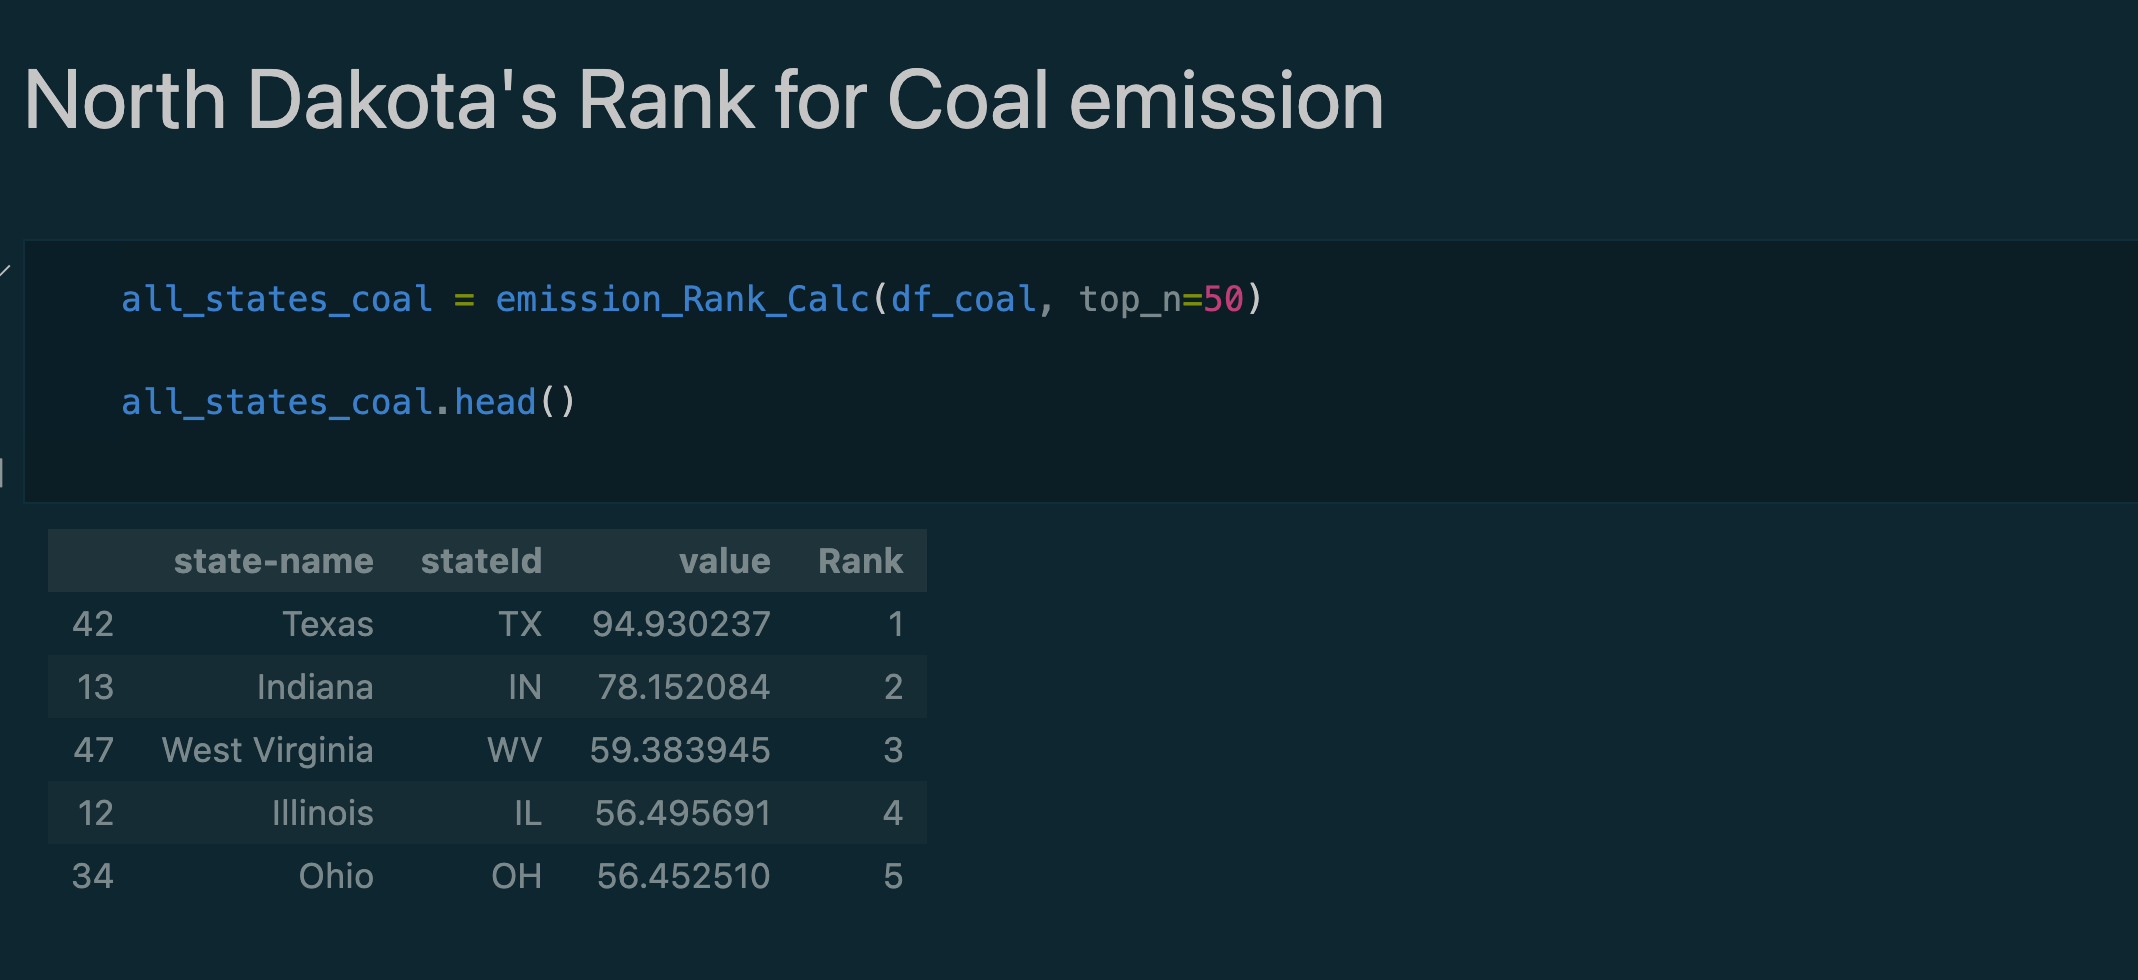 North Dakota's Rank for Coal emission
all_states_coal = emission_Rank_Calc(df_coal, top_n=50)
all_states_coal.head()
state-name stateId value Rank
42 Texas TX 94.930237 1
13 Indiana IN 78.152084 2
47 West Virginia WV 59.383945 3
12 Illinois IL 56.495691 4
34 Ohio OH 56.452510 5